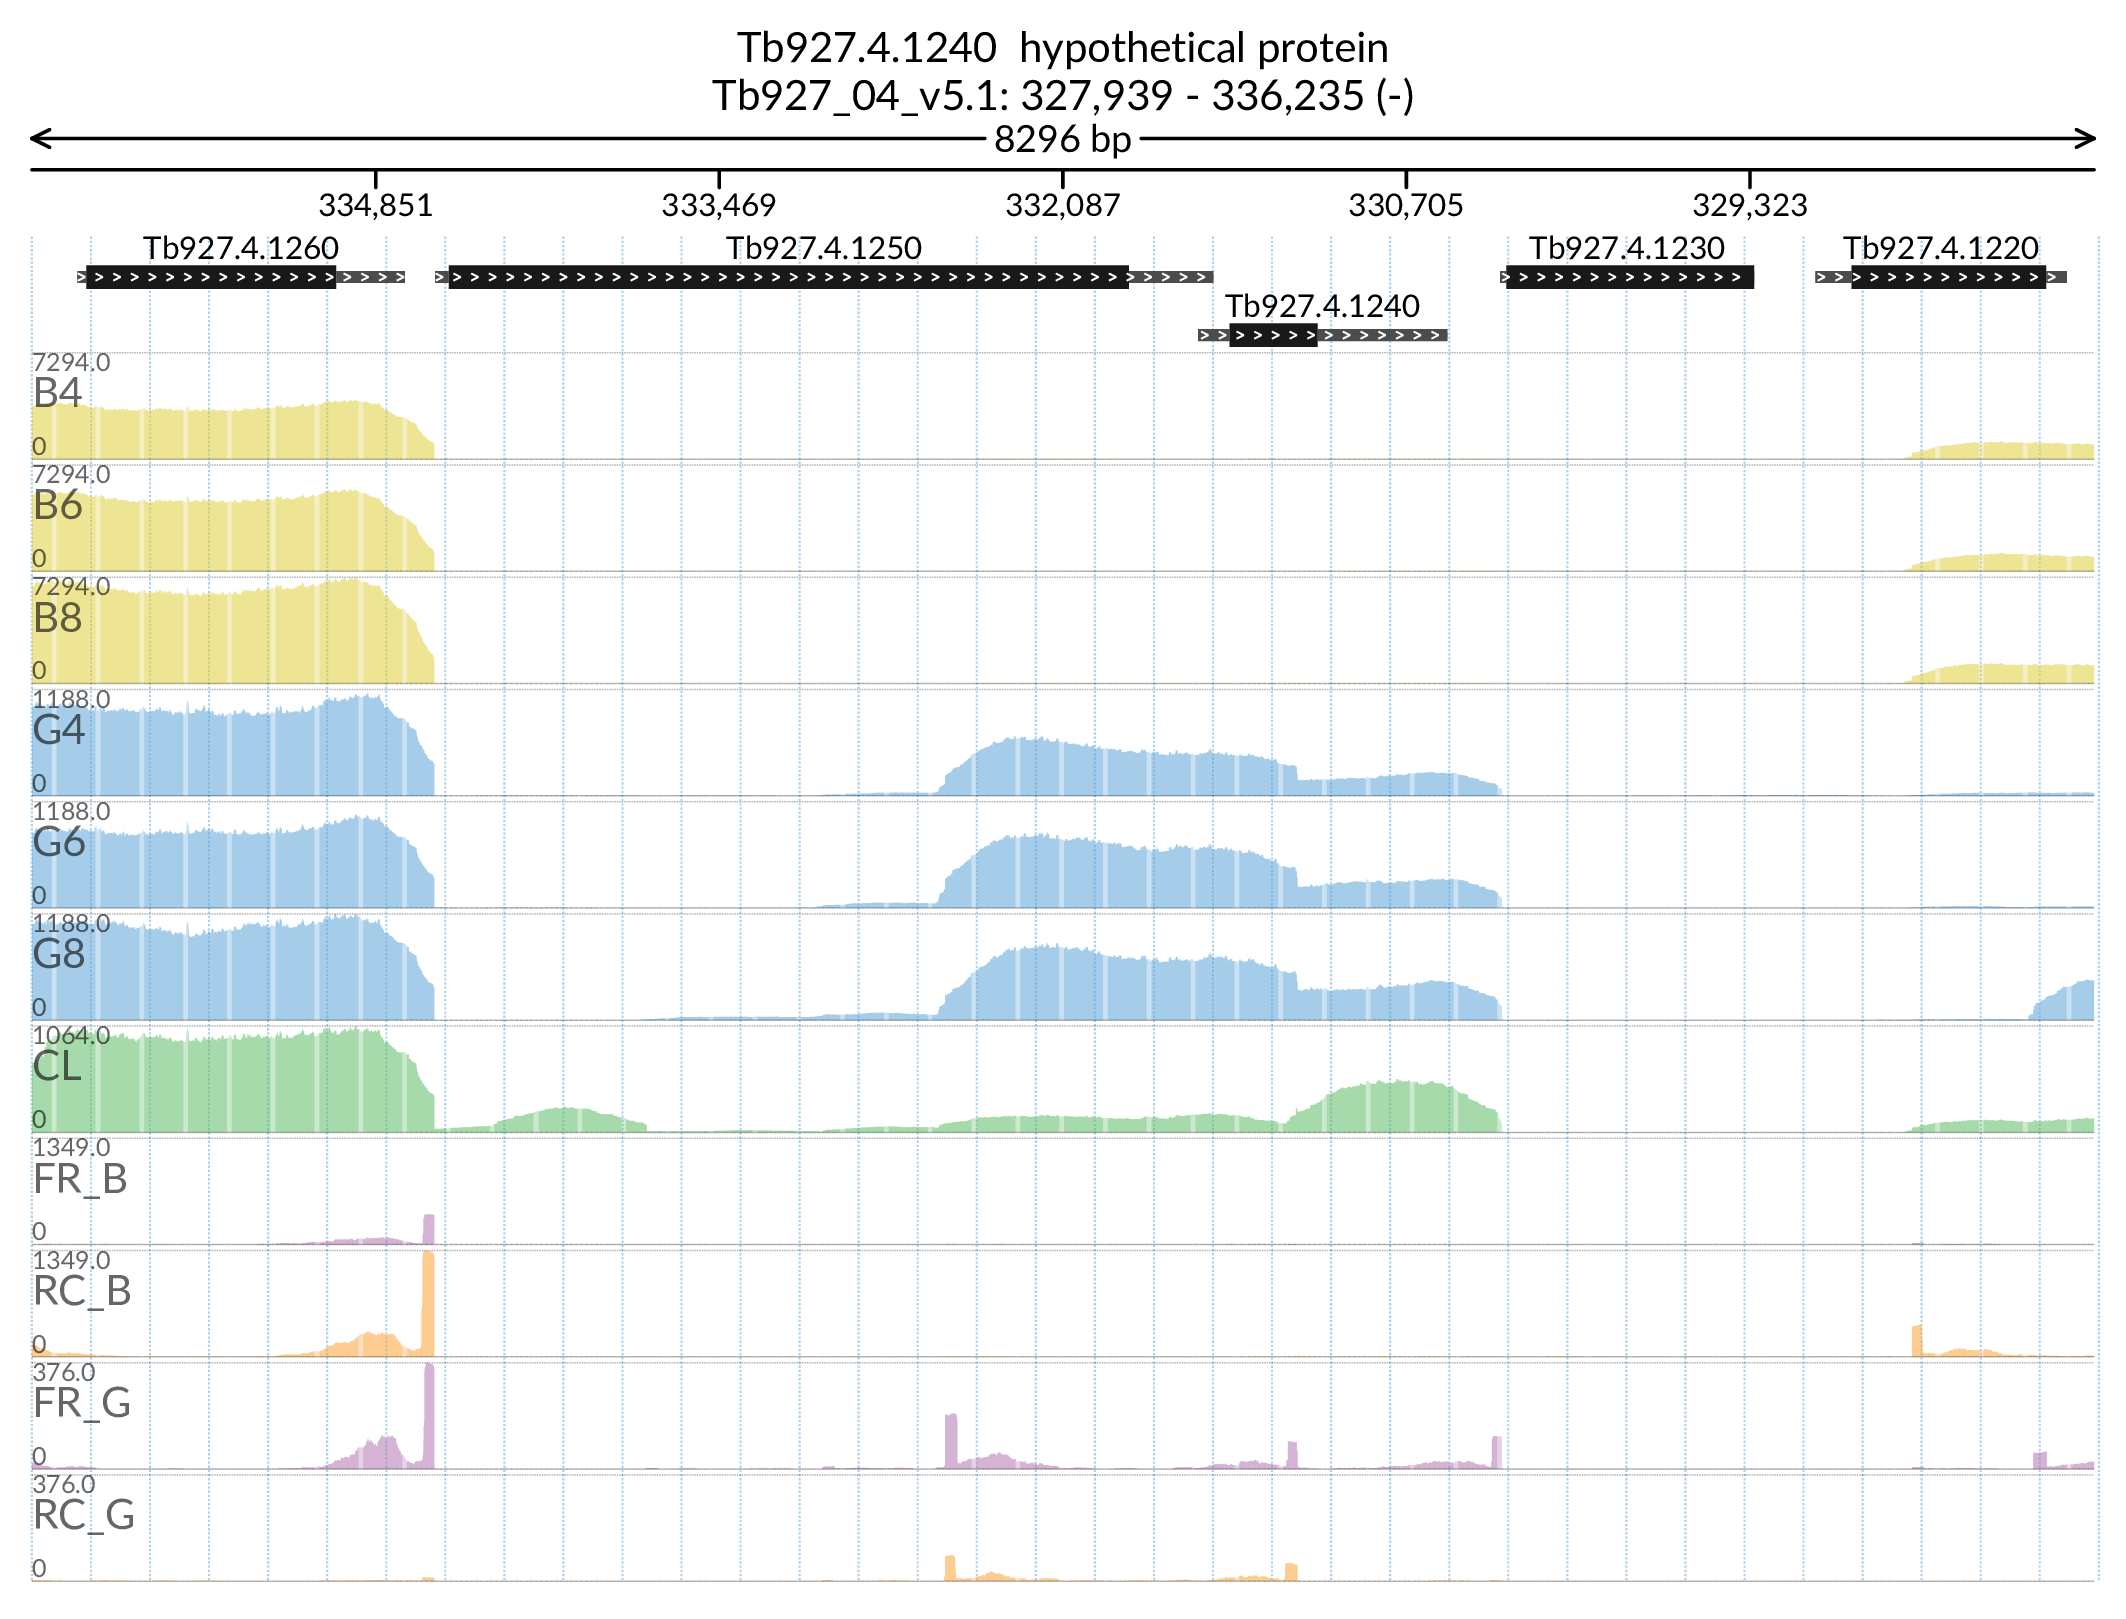 Tb927.4.1240  hypothetical protein
Tb927_04_v5.1: 327,939 - 336,235 (-)
8296 bp
334,851 333,469 332,087 330,705 329,323
Tb927.4.1260 Tb927.4.1250 Tb927.4.1230 Tb927.4.1220
Tb927.4.1240
7294.0
B4
0
7294.0
B6
0
7294.0
B8
0
1188.0
G4
0
1188.0
G6
0
1188.0
G8
0
1064.0
CL
0
1349.0
FR_B
0
1349.0
RC_B
0
376.0
FR_G
0
376.0
RC_G
0